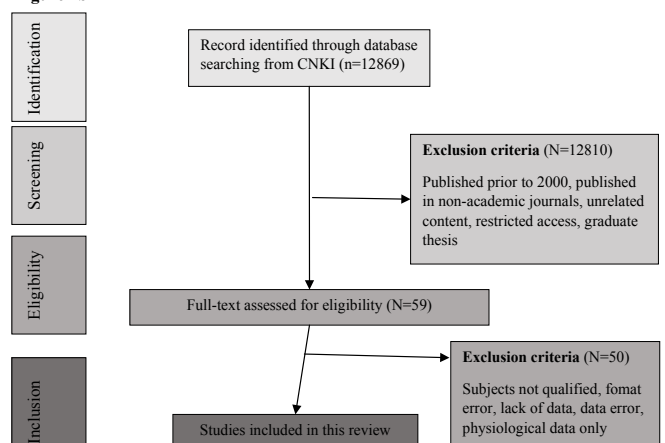 Identification
Record identified through database
searching from CNKI (n=12869)
Screening
Exclusion criteria (N=12810)
Published prior to 2000, published
in non-academic journals, unrelated
content, restricted access, graduate
thesis
Eligibility
Full-text assessed for eligibility (N=59)
Exclusion criteria (N=50)
Subjects not qualified, fomat
error, lack of data, data error,
physiological data only
Inclusion
Studies included in this review